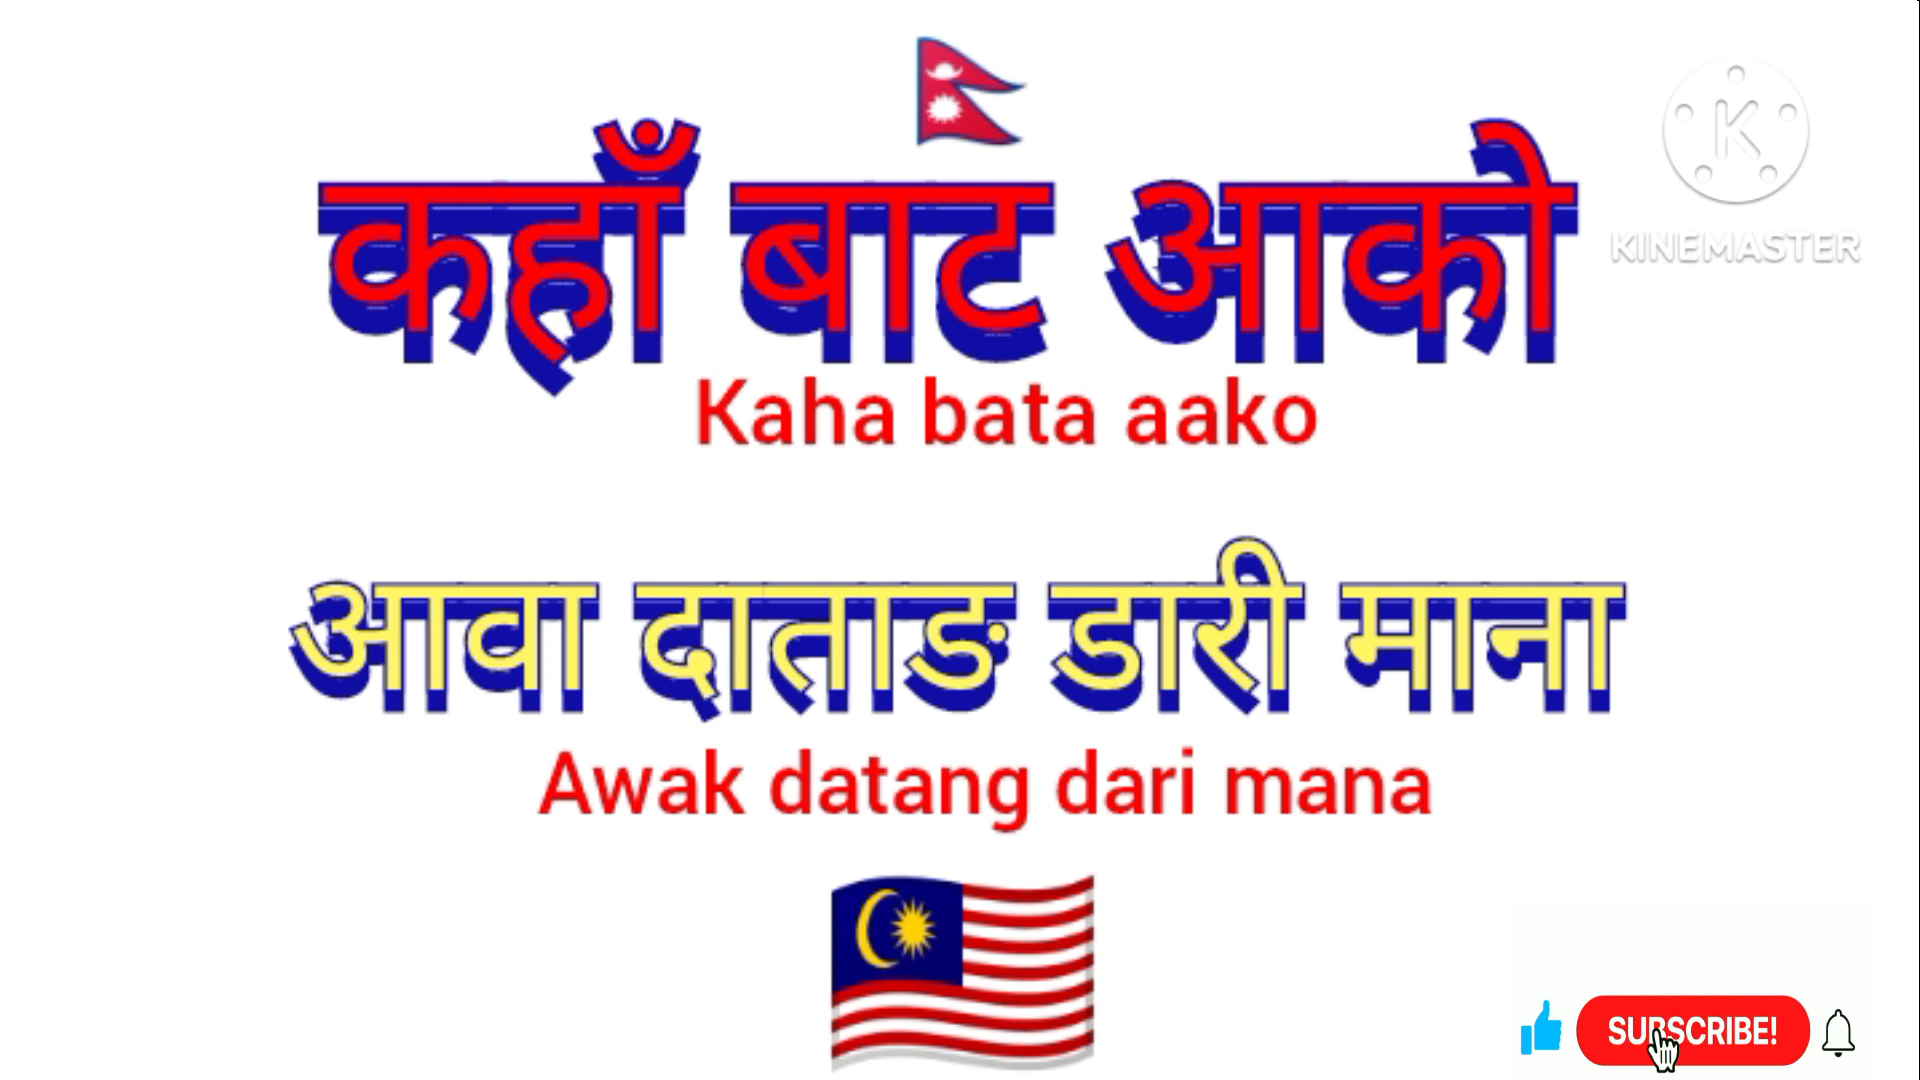 कहाँ बाट आको
KINEMASTER
Kaha bata aako
आवा दाताङ डारी माना
Awak datang dari mana
SUBSCRIBE!